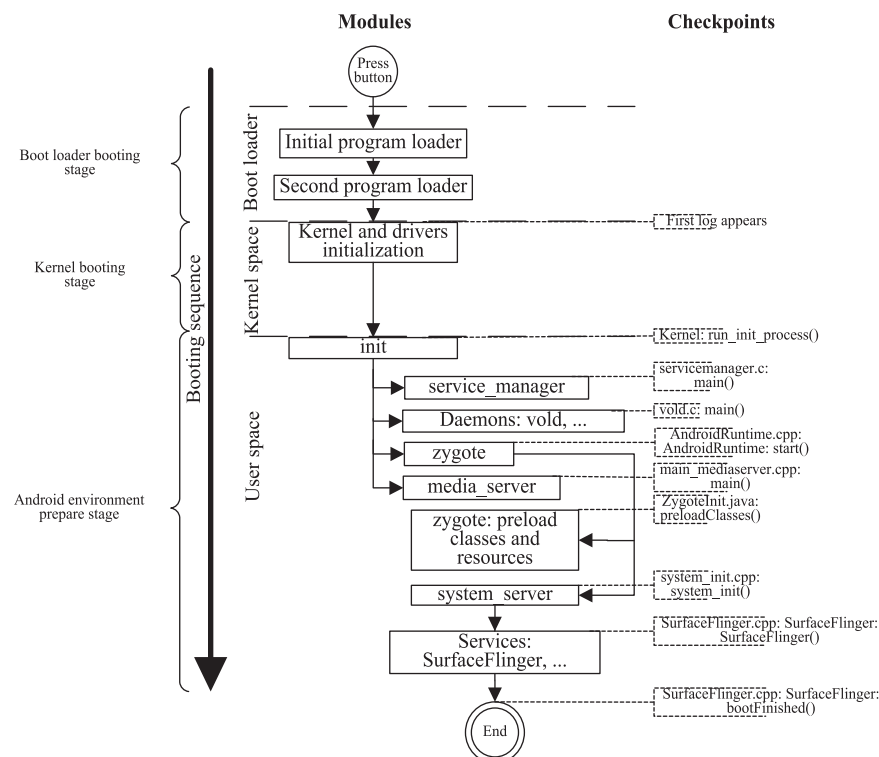 Modules
Checkpoints
Press
button
Boot loader booting
stage
Boot loader
Initial program loader
Second program loader
Kernel booting
stage
Kernel space
Kernel and drivers
initialization
First log appears
Booting sequence
init
Kernel: run_init_process()
Android environment
prepare stage
User space
service_manager
servicemanager.c:
main()
Daemons: vold, ...
vold.c: main()
zygote
AndroidRuntime.cpp:
AndroidRuntime: start()
media_server
main_mediaserver.cpp:
main()
zygote: preload
classes and
resources
ZygoteInit.java:
preloadClasses()
system_server
system_init.cpp:
system_init()
Services:
SurfaceFlinger, ...
SurfaceFlinger.cpp: SurfaceFlinger:
SurfaceFlinger()
End
SurfaceFlinger.cpp: SurfaceFlinger:
bootFinished()